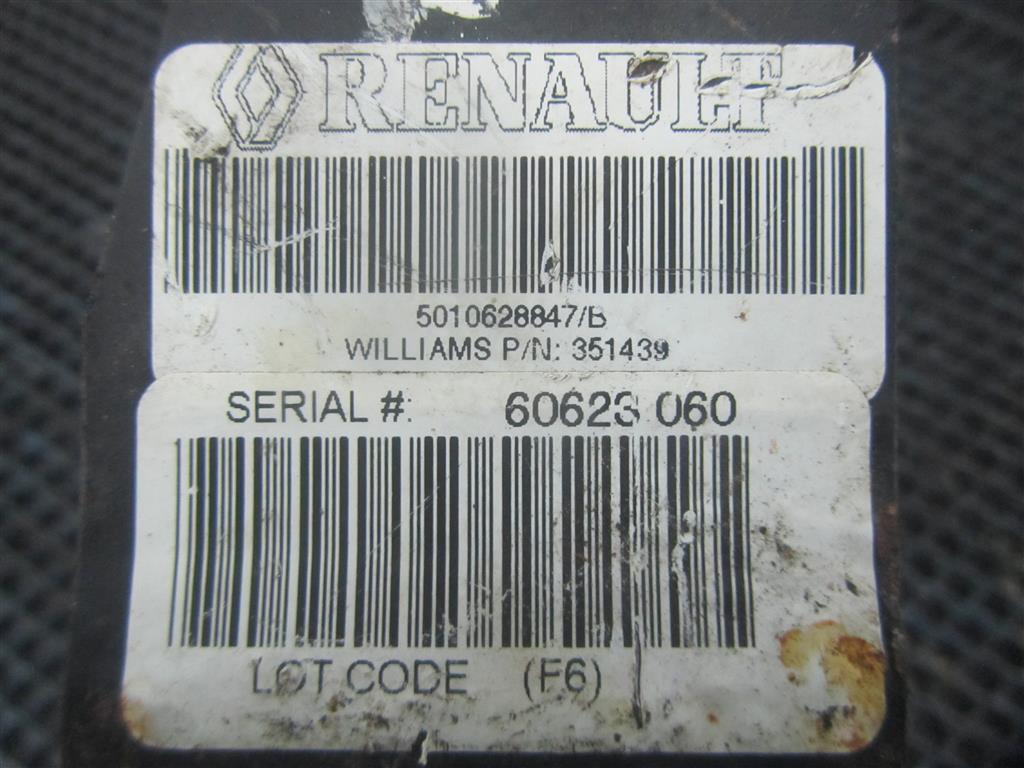 RENAULT
5010628847/B
WILLIAMS P/N: 351439
SERIAL #: 60623 060
LOT CODE (F6)